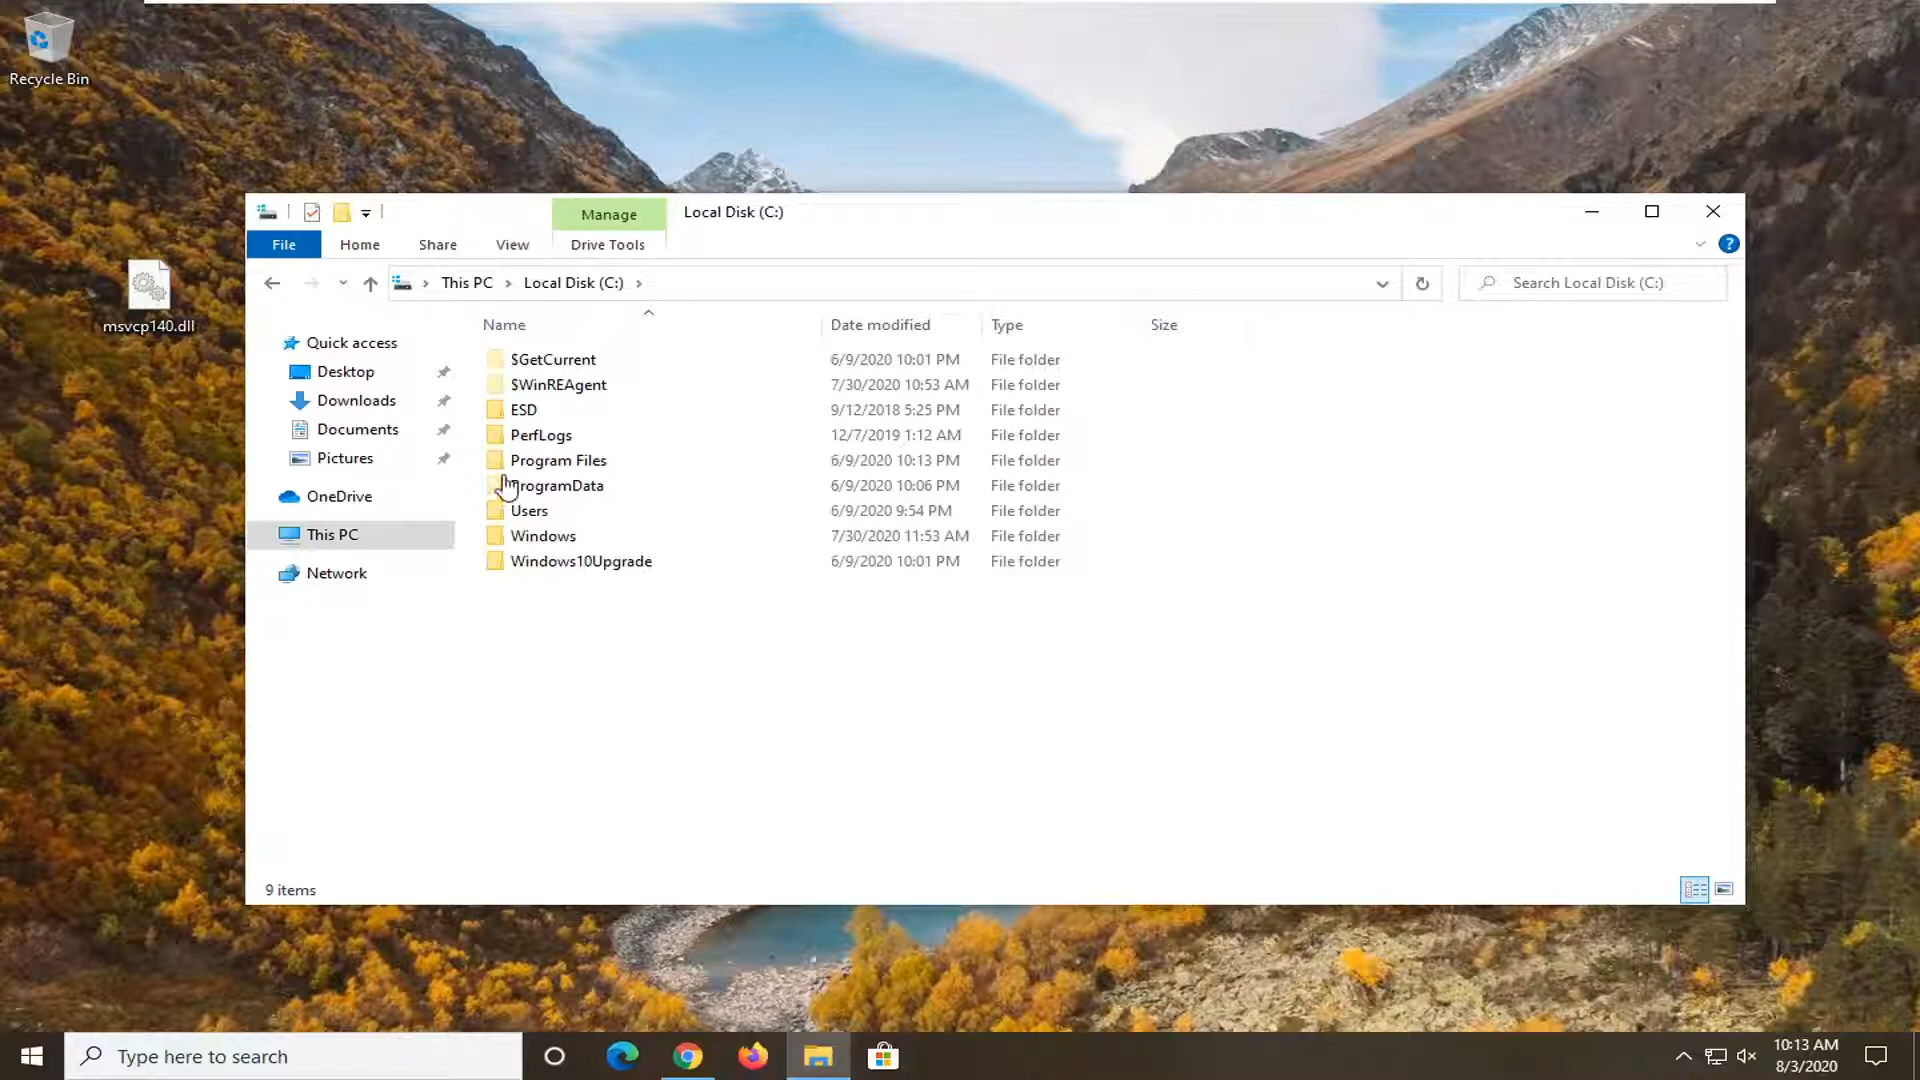 Recycle Bin
msvcp140.dll
Manage
Local Disk (C:)
File
Home
Share
View
Drive Tools
?
This PC
Local Disk (C:)
Search Local Disk (C:)
Name
Date modified
Type
Size
Quick access
Desktop
Downloads
Documents
Pictures
OneDrive
This PC
Network
$GetCurrent 6/9/2020 10:01 PM File folder
$WinREAgent 7/30/2020 10:53 AM File folder
ESD 9/12/2018 5:25 PM File folder
PerfLogs 12/7/2019 1:12 AM File folder
Program Files 6/9/2020 10:13 PM File folder
ProgramData 6/9/2020 10:06 PM File folder
Users 6/9/2020 9:54 PM File folder
Windows 7/30/2020 11:53 AM File folder
Windows10Upgrade 6/9/2020 10:01 PM File folder
9 items
Type here to search
10:13 AM
8/3/2020